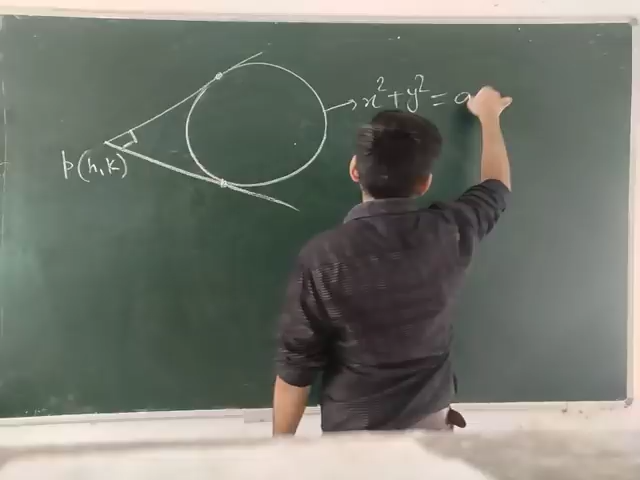 x² + y² = a
p(h, k)